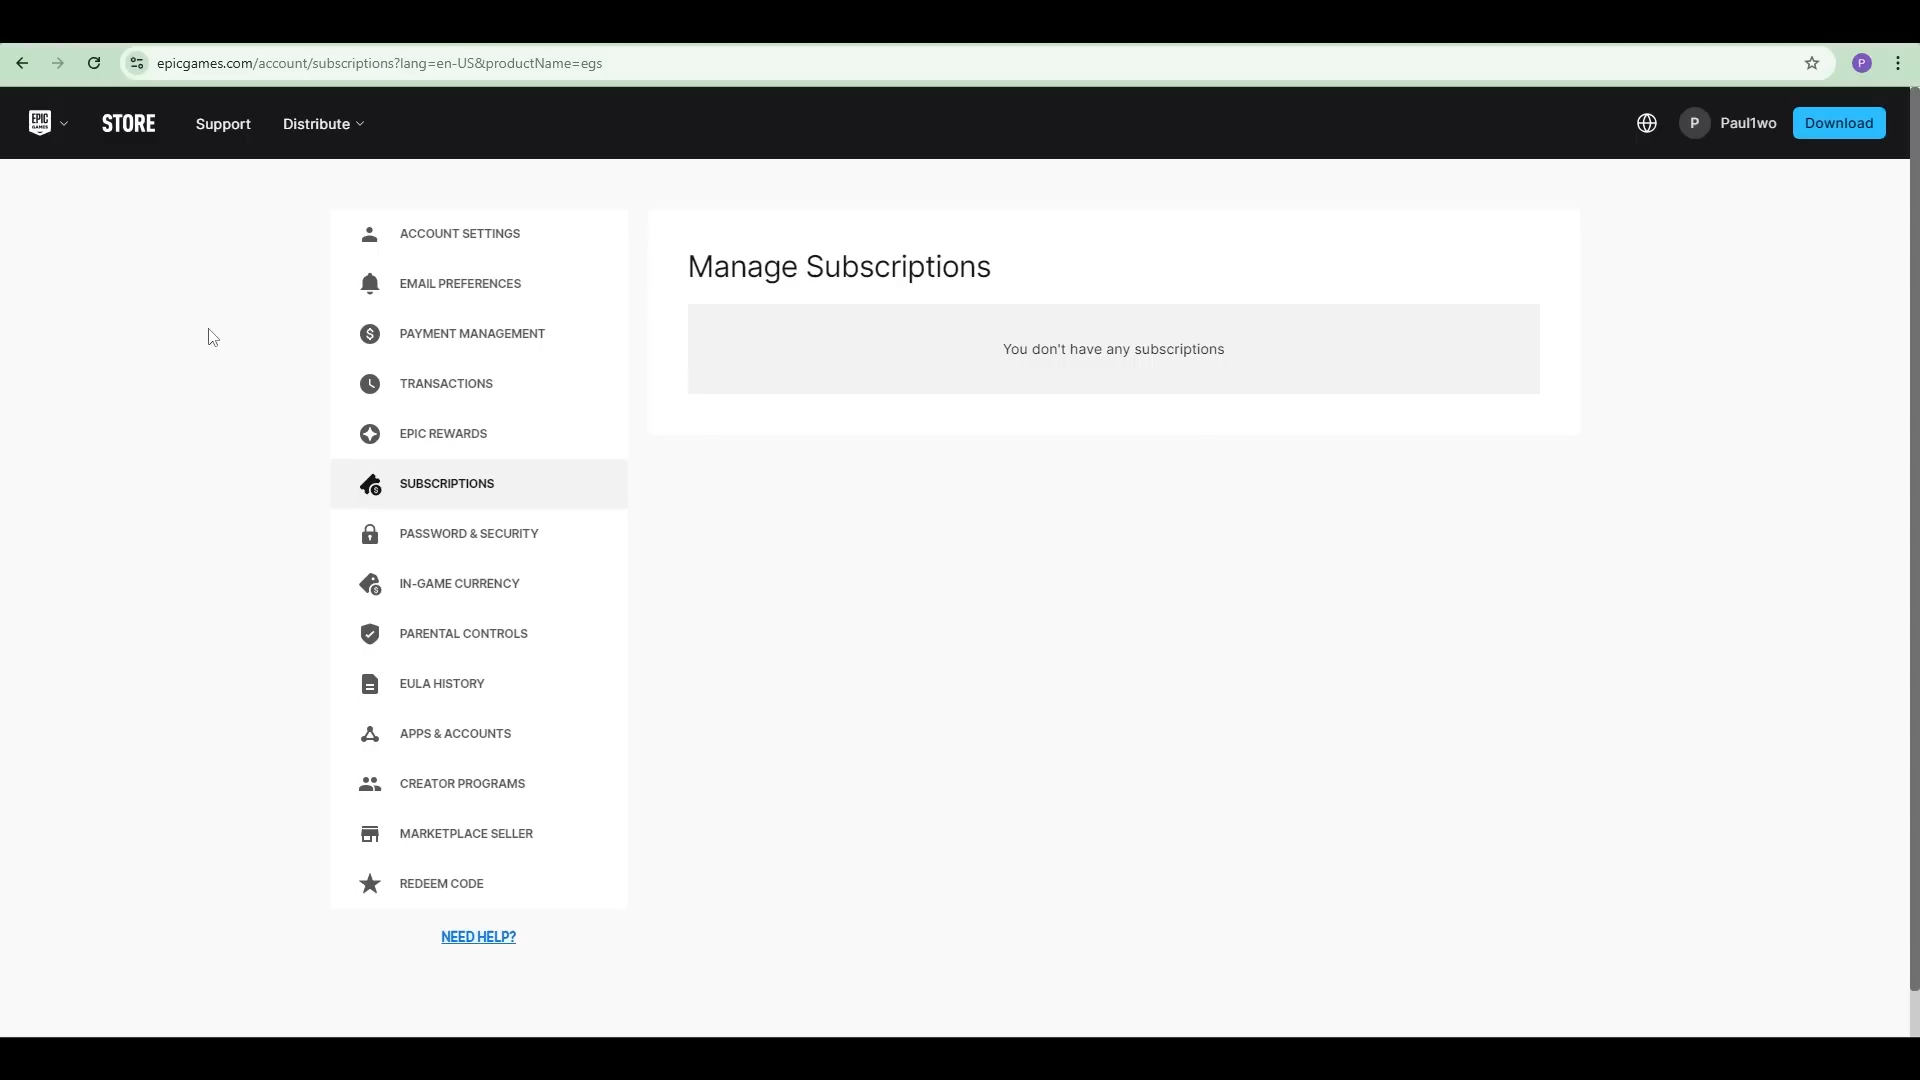 epicgames.com/account/subscriptions?lang=en-US&productName=egs
P
EPIC GAMES
STORE
Support
Distribute
P
Paul1wo
Download
ACCOUNT SETTINGS
EMAIL PREFERENCES
PAYMENT MANAGEMENT
TRANSACTIONS
EPIC REWARDS
SUBSCRIPTIONS
PASSWORD & SECURITY
IN-GAME CURRENCY
PARENTAL CONTROLS
EULA HISTORY
APPS & ACCOUNTS
CREATOR PROGRAMS
MARKETPLACE SELLER
REDEEM CODE
NEED HELP?
Manage Subscriptions
You don't have any subscriptions